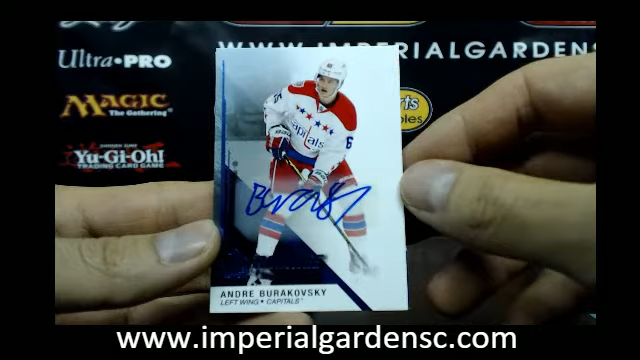 Ultra•PRO
WWW.IMPERIALGARDENS
MAGIC
The Gathering
Yu-Gi-Oh!
TRADING CARD GAME
65
Capitals
ANDRE BURAKOVSKY
LEFT WING • CAPITALS
www.imperialgardensc.com